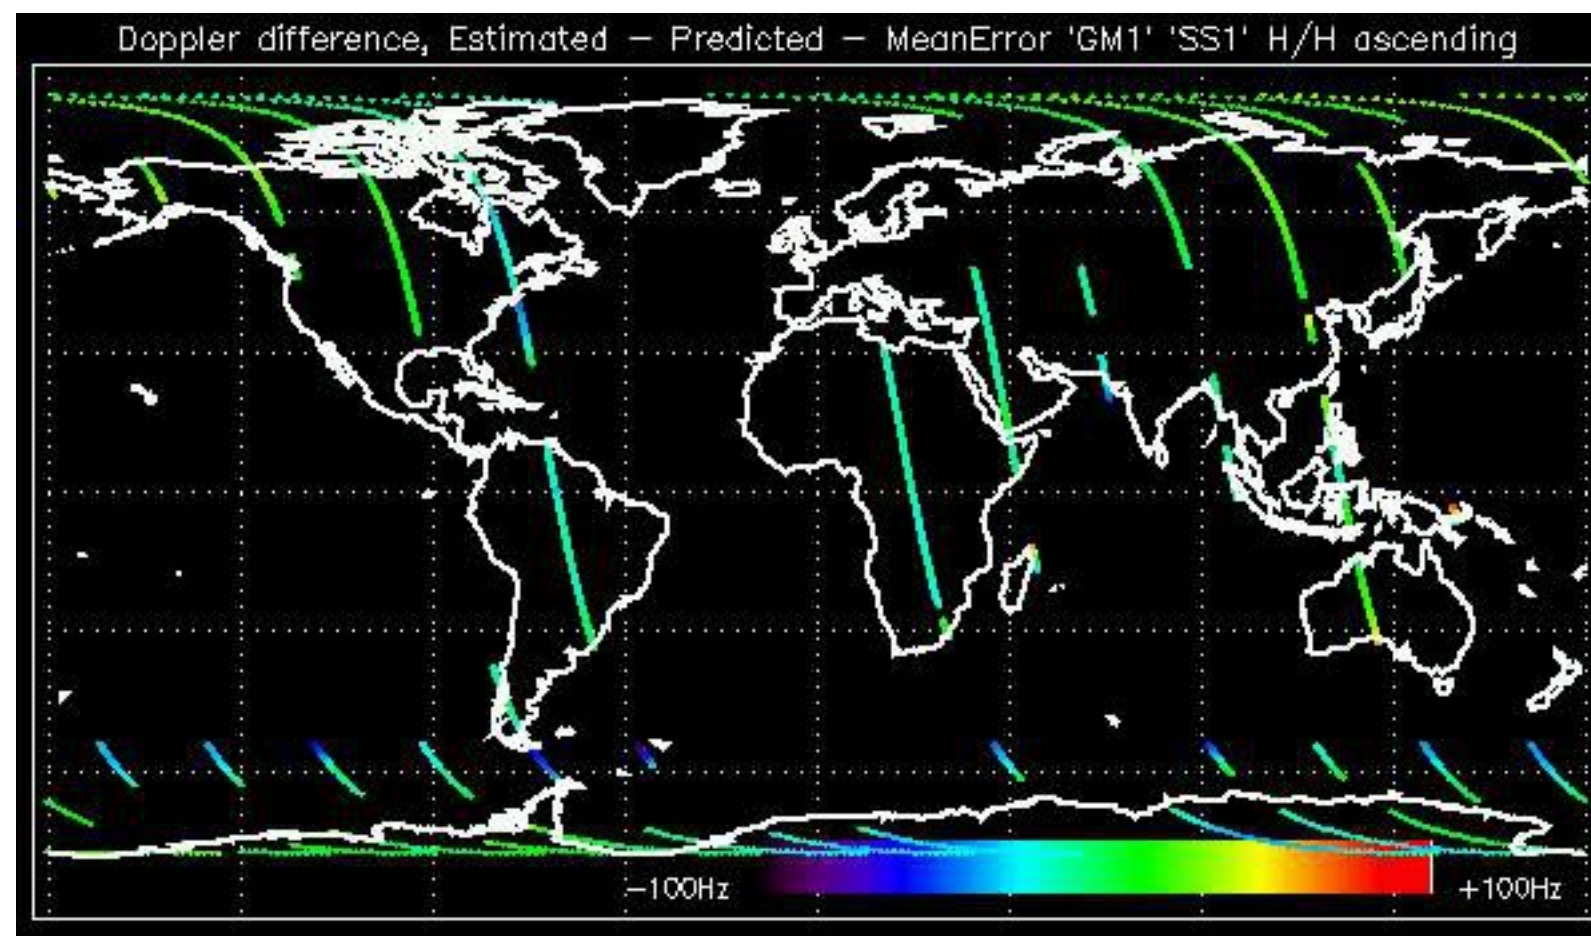 Doppler difference, Estimated – Predicted – MeanError 'GM1' 'SS1' H/H ascending
–100Hz
+100Hz